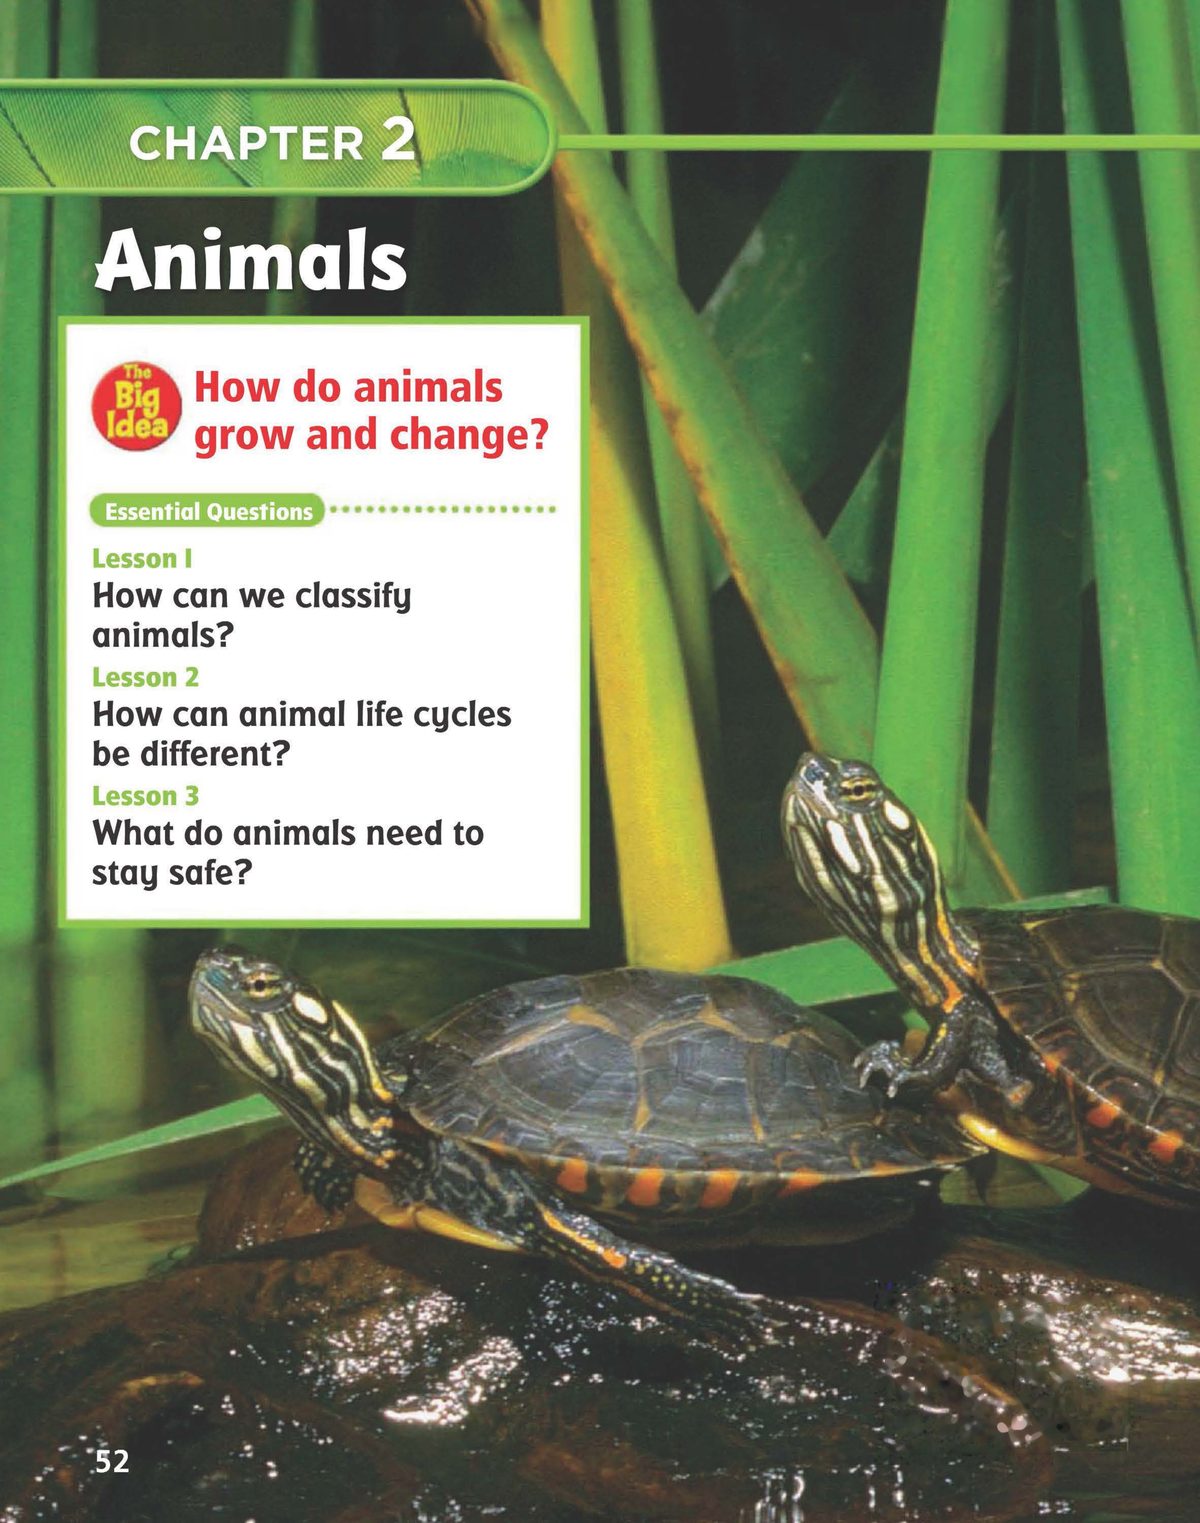 CHAPTER 2
Animals
The
Big
Idea
How do animals
grow and change?
Essential Questions
Lesson 1
How can we classify
animals?
Lesson 2
How can animal life cycles
be different?
Lesson 3
What do animals need to
stay safe?
52